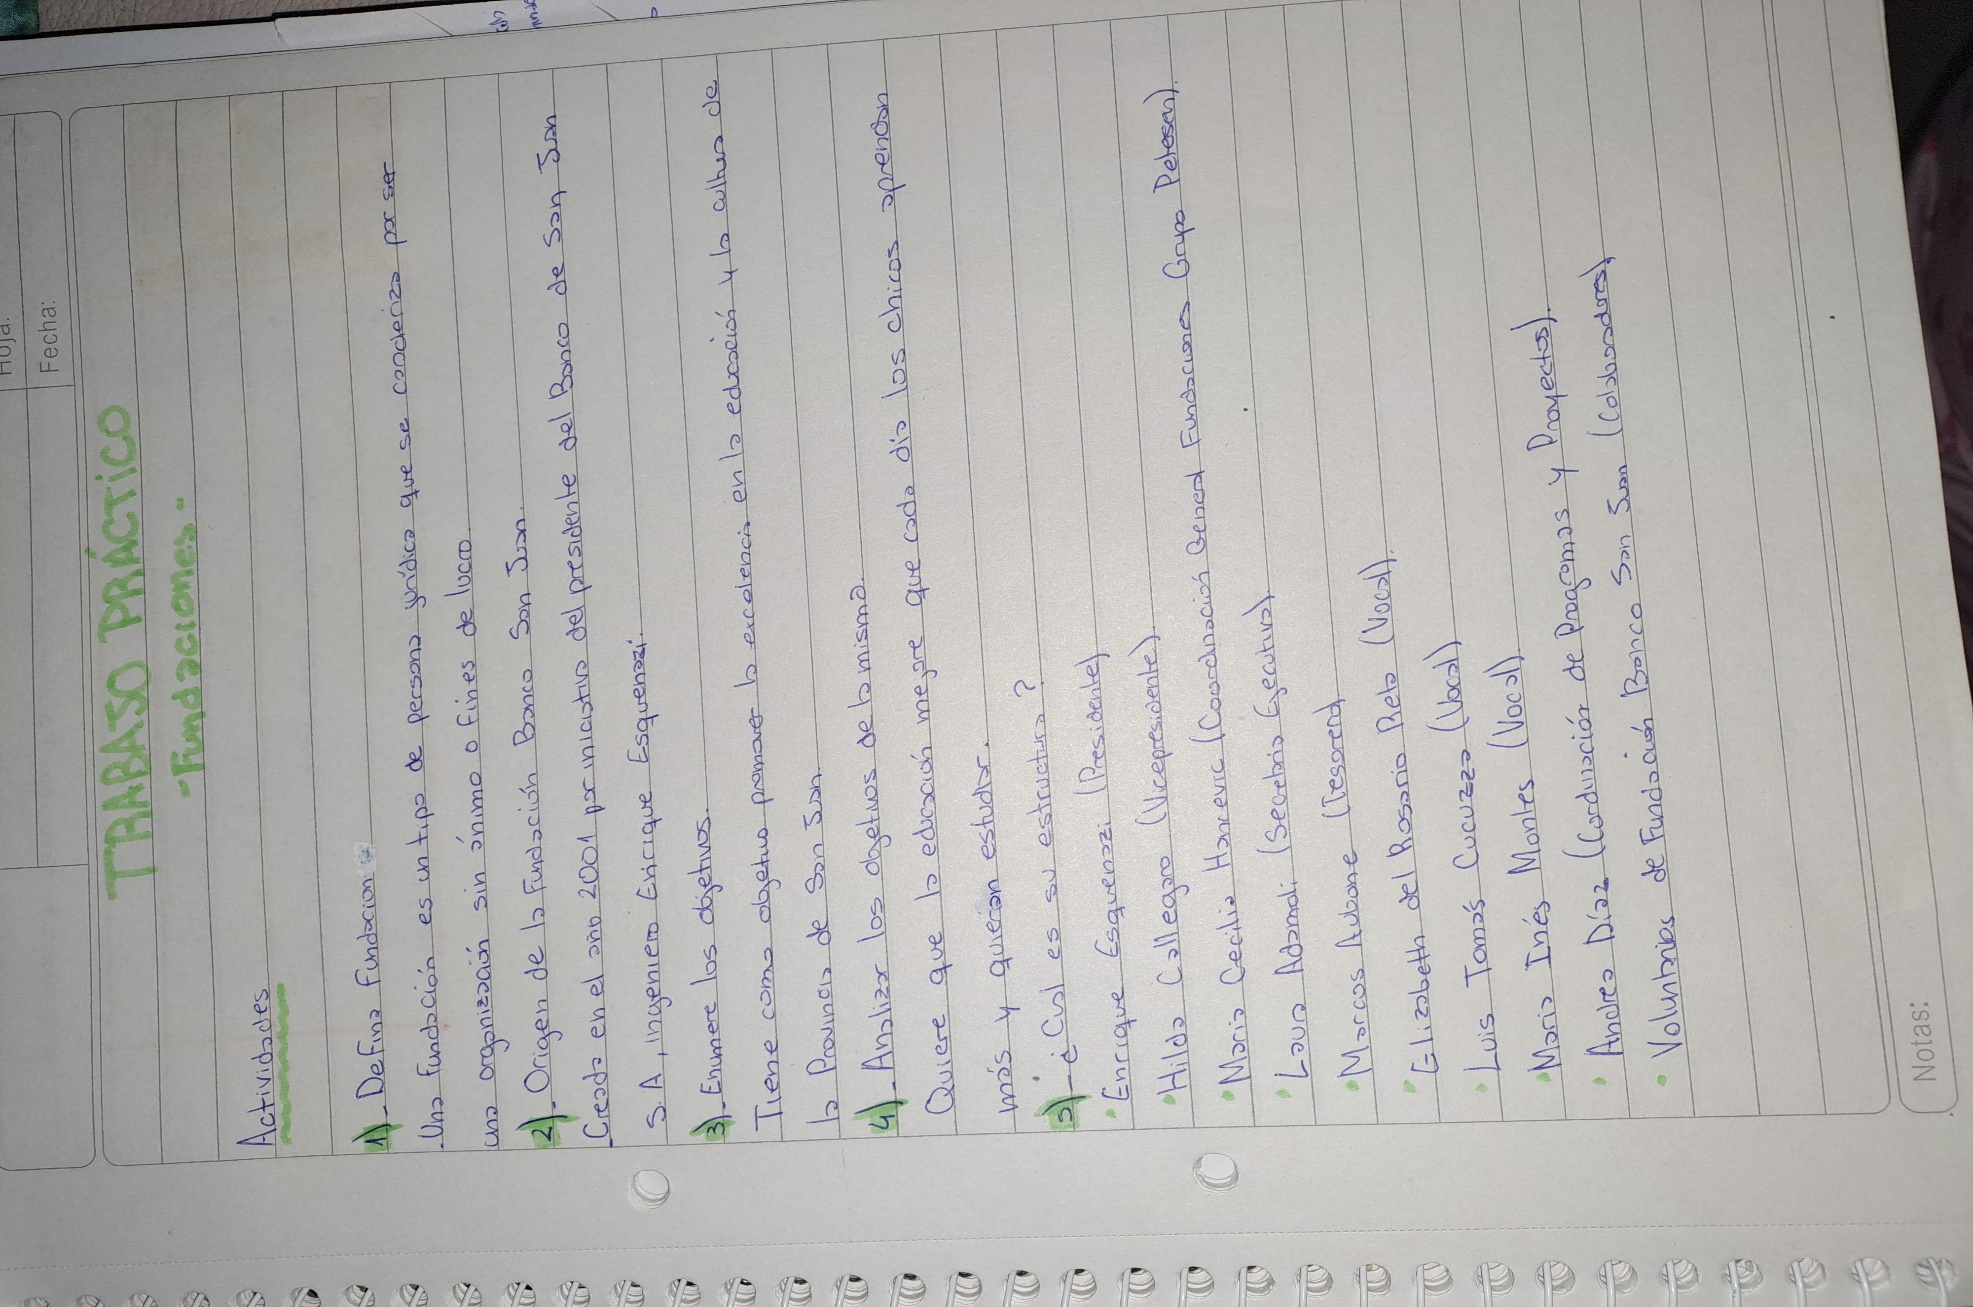 Hoja:
Fecha:
TRABAJO PRÁCTICO
"Fundaciones"
Actividades
1)- Defina Fundacion
Una fundación es un tipo de persona jurídica que se caracteriza por ser
una organización sin ánimo o fines de lucro.
2)- Origen de la Fundación Banco San Juan.
Creada en el año 2001 por iniciativa del presidente del Banco de San Juan
S.A, Ingeniero Enrique Esquenazi.
3)- Enumere los objetivos.
Tiene como objetivo promover la excelencia en la educación y la cultura de
la Provincia de San Juan.
4)- Analizar los objetivos de la misma.
Quiere que la educación mejore que cada día los chicos aprendan
más y quieran estudiar.
5)- ¿Cual es su estructura?
• Enrique Esquenazi (Presidente)
• Hilda Callegaro (Vicepresidente).
• Maria Cecilia Hancevic (Coordinación General Fundaciones Grupo Petersen).
• Laura Adamoli (Secretaria Ejecutiva)
• Marcos Aubone (Tesorero)
• Elizabeth del Rosario Reta (Vocal).
• Luis Tomás Cucuzza (Vocal)
• Maria Inés Montes (Vocal)
• Andrea Díaz (Conducción de Programas y Proyectos).
• Voluntarios de Fundación Banco San Juan (Colaboradores)
Notas: